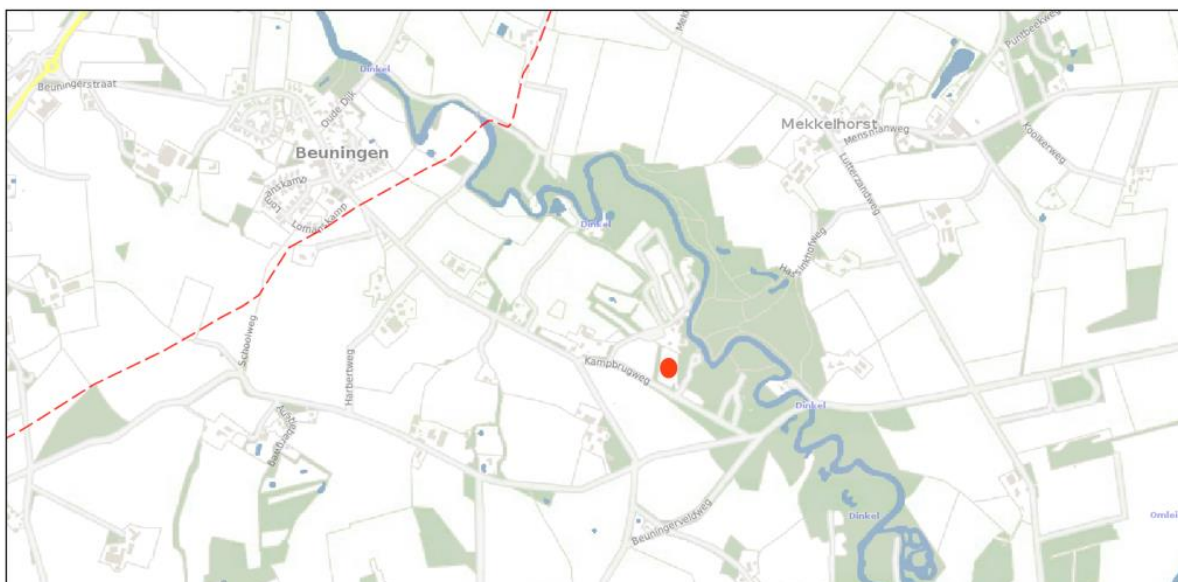 Puntbeekweg
Dinkel
Beuningerstraat
Oude Dijk
Mekkelhorst
Mensmanweg
Kooikerweg
Beuningen
Lutterzandweg
Lomanskamp
Dinkel
Schoolweg
Harbertweg
Kampbrugweg
Dinkel
Beuningerveldweg
Dinkel
Omlei